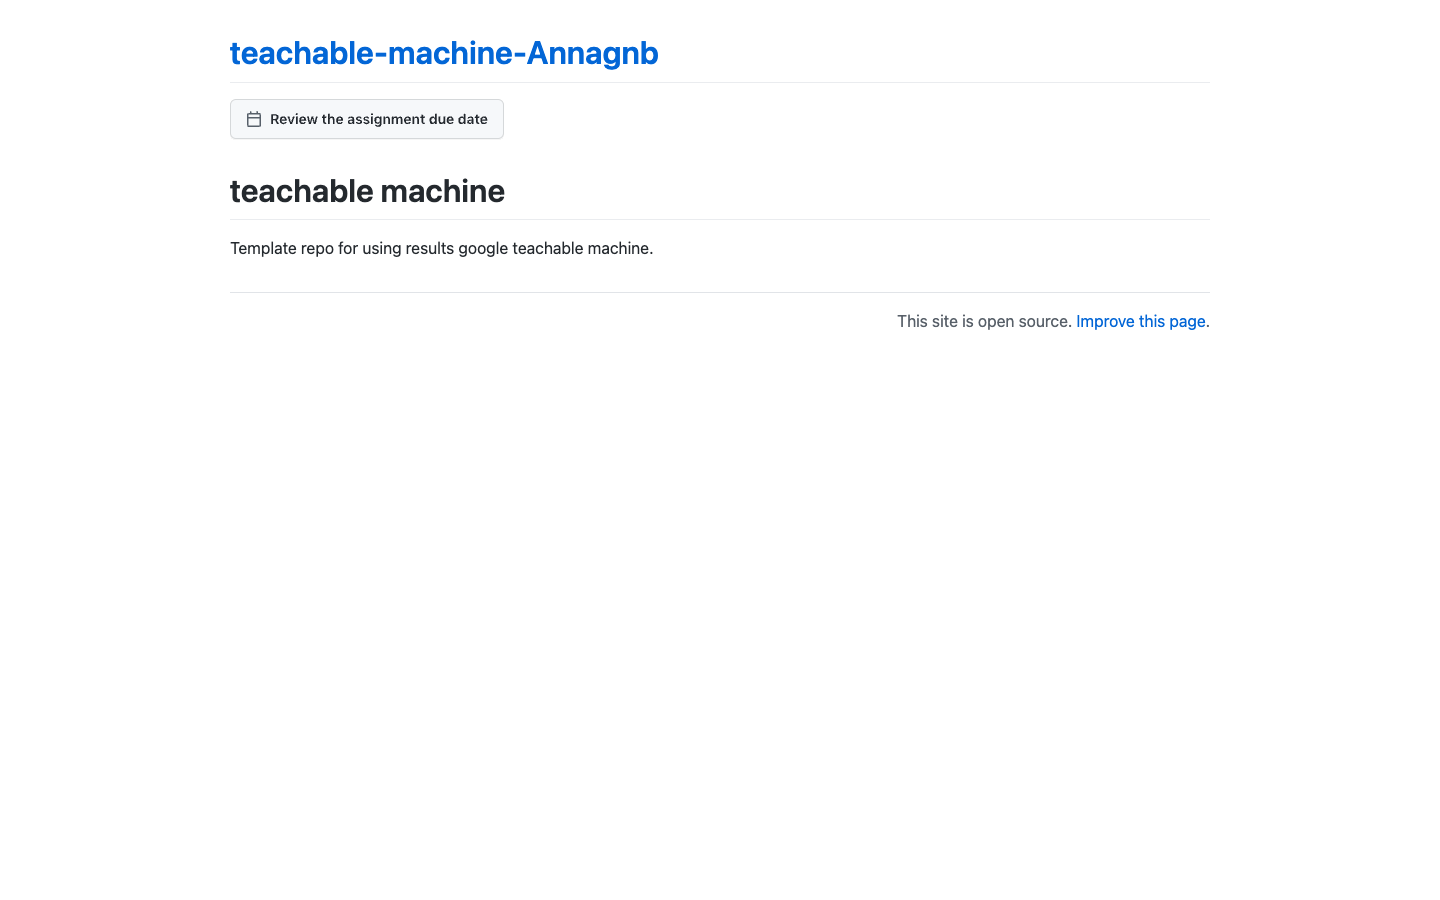 teachable-machine-Annagnb
Review the assignment due date
teachable machine
Template repo for using results google teachable machine.
This site is open source. Improve this page.